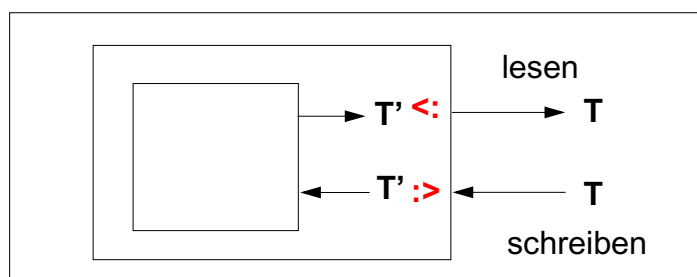 lesen
T’ <: T
T’ :> T
schreiben